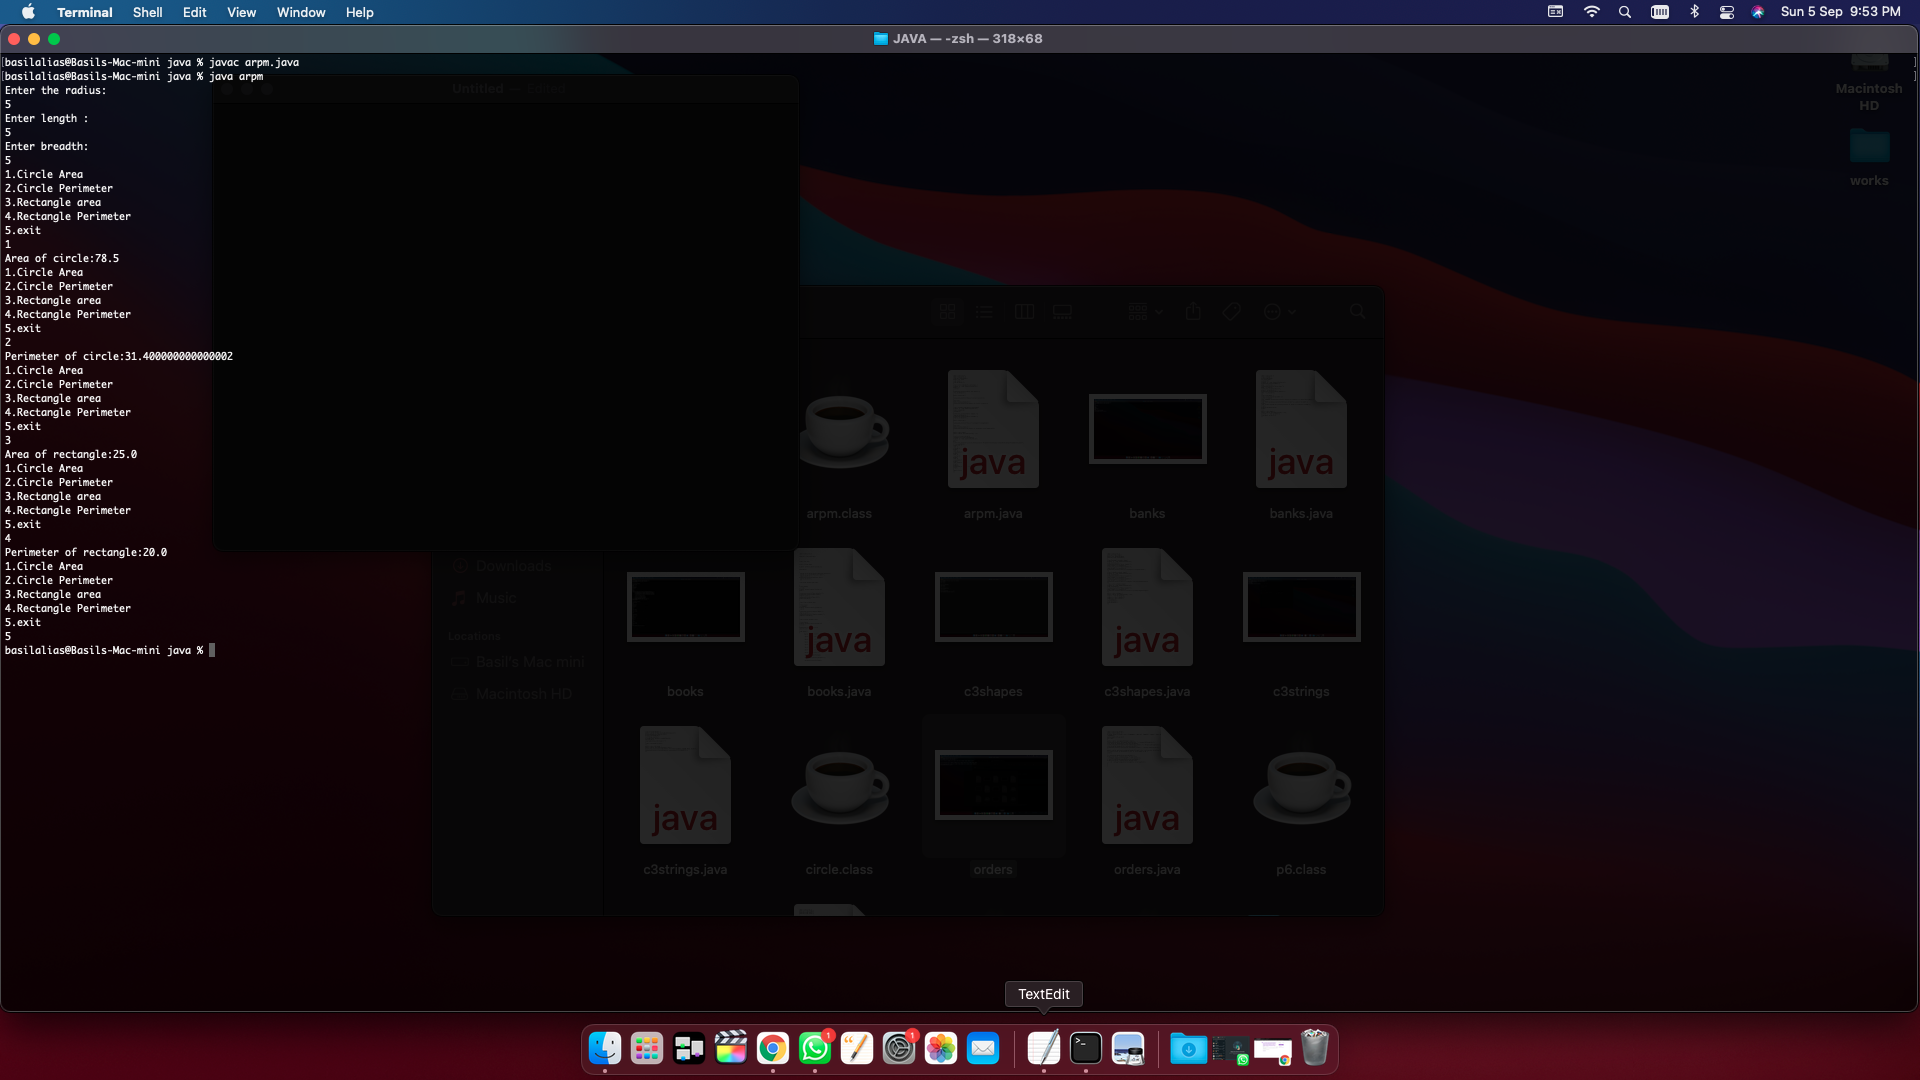 Terminal Shell Edit View Window Help Sun 5 Sep 9:53 PM
JAVA — -zsh — 318×68
[basilalias@Basils-Mac-mini java % javac arpm.java ]
[basilalias@Basils-Mac-mini java % java arpm ]
Enter the radius:
5
Enter length :
5
Enter breadth:
5
1.Circle Area
2.Circle Perimeter
3.Rectangle area
4.Rectangle Perimeter
5.exit
1
Area of circle:78.5
1.Circle Area
2.Circle Perimeter
3.Rectangle area
4.Rectangle Perimeter
5.exit
2
Perimeter of circle:31.400000000000002
1.Circle Area
2.Circle Perimeter
3.Rectangle area
4.Rectangle Perimeter
5.exit
3
Area of rectangle:25.0
1.Circle Area
2.Circle Perimeter
3.Rectangle area
4.Rectangle Perimeter
5.exit
4
Perimeter of rectangle:20.0
1.Circle Area
2.Circle Perimeter
3.Rectangle area
4.Rectangle Perimeter
5.exit
5
basilalias@Basils-Mac-mini java %
Untitled — Edited
Macintosh
HD
works
java
java
arpm.class arpm.java banks banks.java
Downloads
Music
Locations
Basil's Mac mini
Macintosh HD
java
java
books books.java c3shapes c3shapes.java c3strings
java
java
c3strings.java circle.class orders orders.java p6.class
TextEdit
1
1